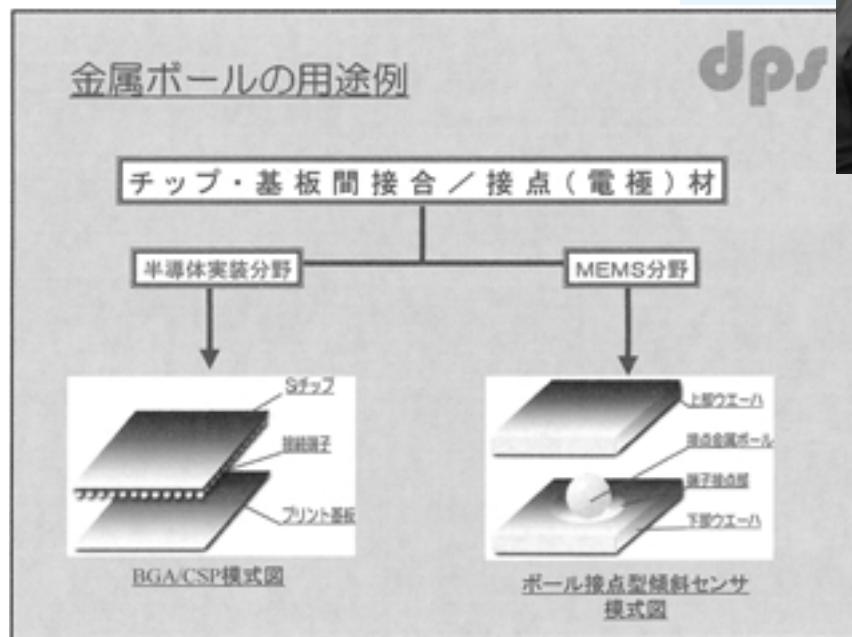 金属ボールの用途例
dps
チップ・基板間接合／接点（電極）材
半導体実装分野
MEMS分野
Siチップ
接続端子
プリント基板
BGA/CSP模式図
上部ウエーハ
接点金属ボール
端子接点部
下部ウエーハ
ボール接点型傾斜センサ
模式図